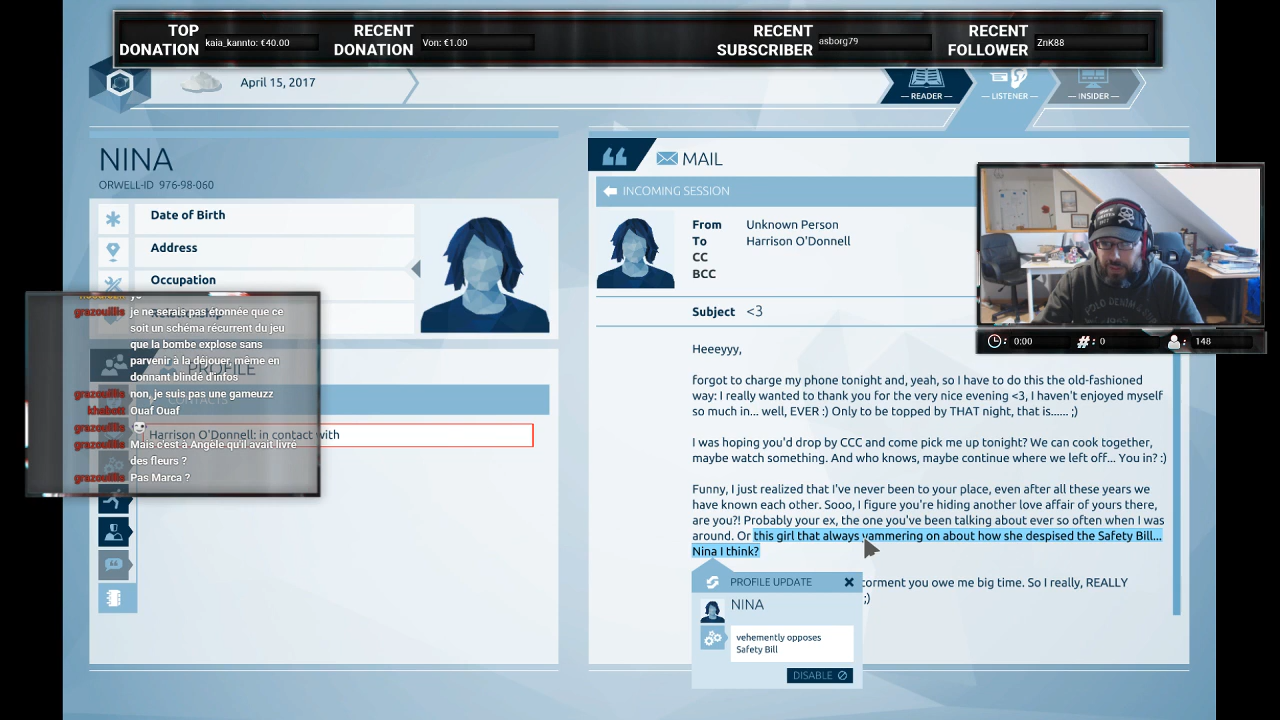 TOP
DONATION
kaia_kannto: €40.00
RECENT
DONATION
Von: €1.00
RECENT
SUBSCRIBER
asborg79
RECENT
FOLLOWER
ZnK88
April 15, 2017
— READER —
— LISTENER —
— INSIDER —
NINA
ORWELL-ID 976-98-060
Date of Birth
Address
Occupation
PROFILE
Harrison O'Donnell: in contact with
je ne serais pas étonnée que ce
soit un schéma récurrent du jeu
que la bombe explose sans
parvenir à la déjouer, même en
donnant blindé d'infos
grazouillis non, je suis pas une gameuzz
khabott Ouaf Ouaf
grazouillis
grazouillis Mais c'est à Angèle qu'il avait livré
des fleurs ?
grazouillis Pas Marca ?
MAIL
INCOMING SESSION
From Unknown Person
To Harrison O'Donnell
CC
BCC
Subject <3
Heeeyyy,
forgot to charge my phone tonight and, yeah, so I have to do this the old-fashioned
way: I really wanted to thank you for the very nice evening <3, I haven't enjoyed myself
so much in... well, EVER :) Only to be topped by THAT night, that is...... ;)
I was hoping you'd drop by CCC and come pick me up tonight? We can cook together,
maybe watch something. And who knows, maybe continue where we left off... You in? :)
Funny, I just realized that I've never been to your place, even after all these years we
have known each other. Sooo, I figure you're hiding another love affair of yours there,
are you?! Probably your ex, the one you've been talking about ever so often when I was
around. Or this girl that always yammering on about how she despised the Safety Bill...
Nina I think?
torment you owe me big time. So I really, REALLY
;)
PROFILE UPDATE
NINA
vehemently opposes
Safety Bill
DISABLE
0:00
#: 0
148